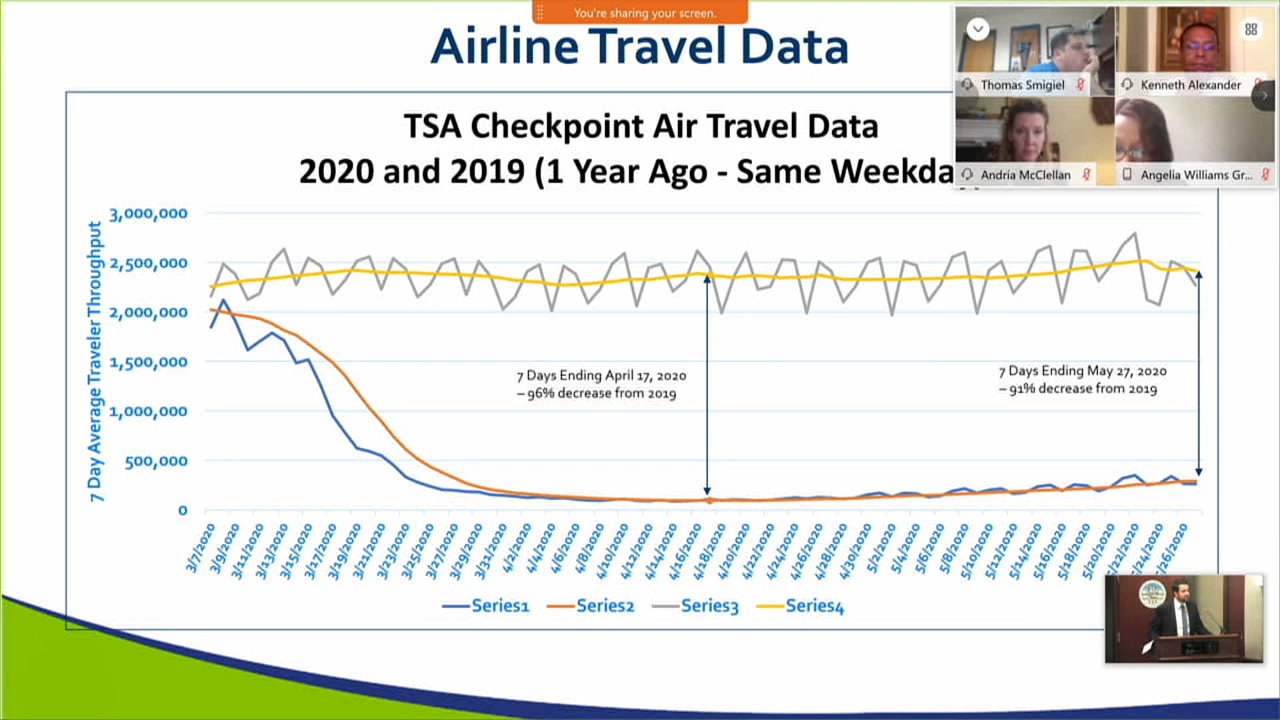 You're sharing your screen.
Airline Travel Data
Thomas Smigiel
Kenneth Alexander
Andria McClellan
Angelia Williams Gr...
TSA Checkpoint Air Travel Data
2020 and 2019 (1 Year Ago - Same Weekda
7 Day Average Traveler Throughput
3,000,000
2,500,000
2,000,000
1,500,000
1,000,000
500,000
0
7 Days Ending April 17, 2020
– 96% decrease from 2019
7 Days Ending May 27, 2020
– 91% decrease from 2019
3/7/2020
3/9/2020
3/11/2020
3/13/2020
3/15/2020
3/17/2020
3/19/2020
3/21/2020
3/23/2020
3/25/2020
3/27/2020
3/29/2020
3/31/2020
4/2/2020
4/4/2020
4/6/2020
4/8/2020
4/10/2020
4/12/2020
4/14/2020
4/16/2020
4/18/2020
4/20/2020
4/22/2020
4/24/2020
4/26/2020
4/28/2020
4/30/2020
5/2/2020
5/4/2020
5/6/2020
5/8/2020
5/10/2020
5/12/2020
5/14/2020
5/16/2020
5/18/2020
5/20/2020
5/22/2020
5/24/2020
5/26/2020
Series1
Series2
Series3
Series4